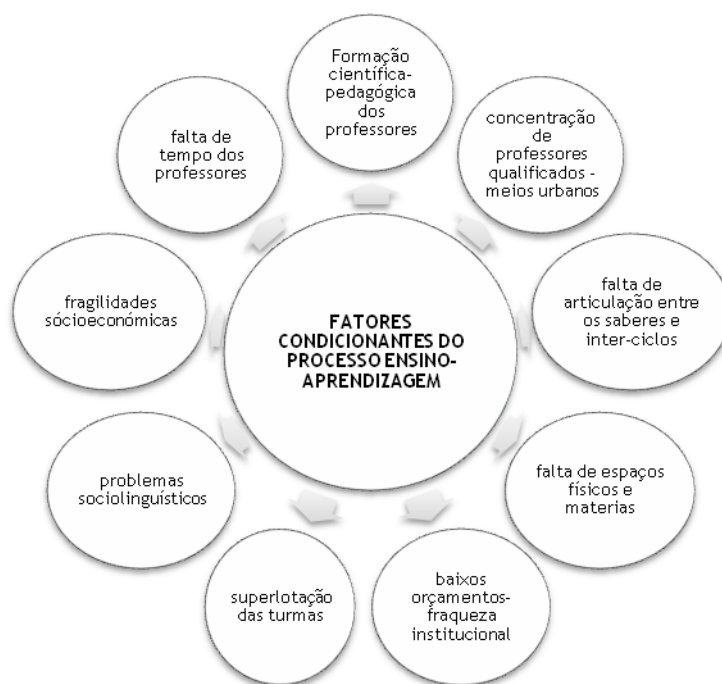 Formação
científica-
pedagógica
dos
professores
concentração
de
professores
qualificados -
meios urbanos
falta de
articulação entre
os saberes e
inter-ciclos
falta de espaços
físicos e
materias
baixos
orçamentos-
fraqueza
institucional
superlotação
das turmas
problemas
sociolinguísticos
fragilidades
sócioeconómicas
falta de
tempo dos
professores
FATORES
CONDICIONANTES DO
PROCESSO ENSINO-
APRENDIZAGEM